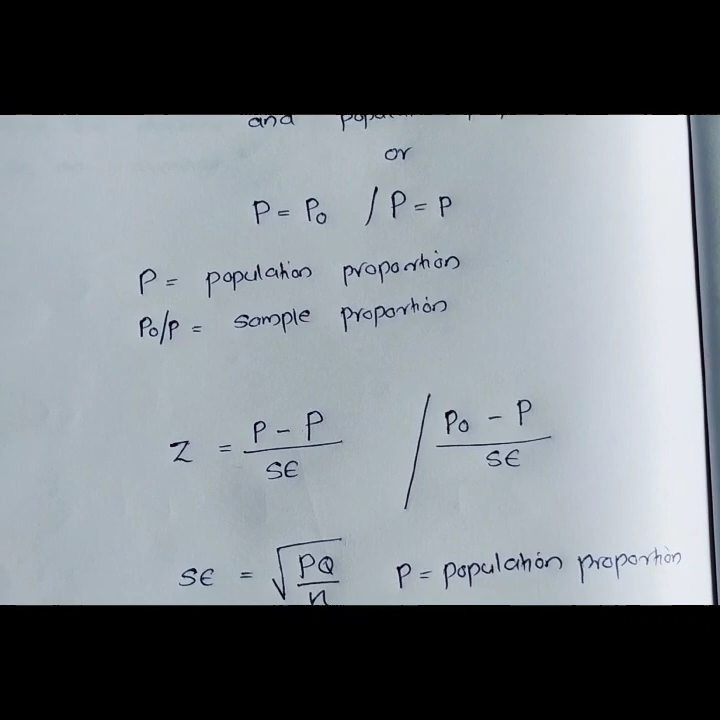 and
or
P = P₀ / P = p
P = population proportion
P₀/p = sample proportion
Z = p - P / SE / P₀ - P / SE
SE = √PQ/n P = population proportion